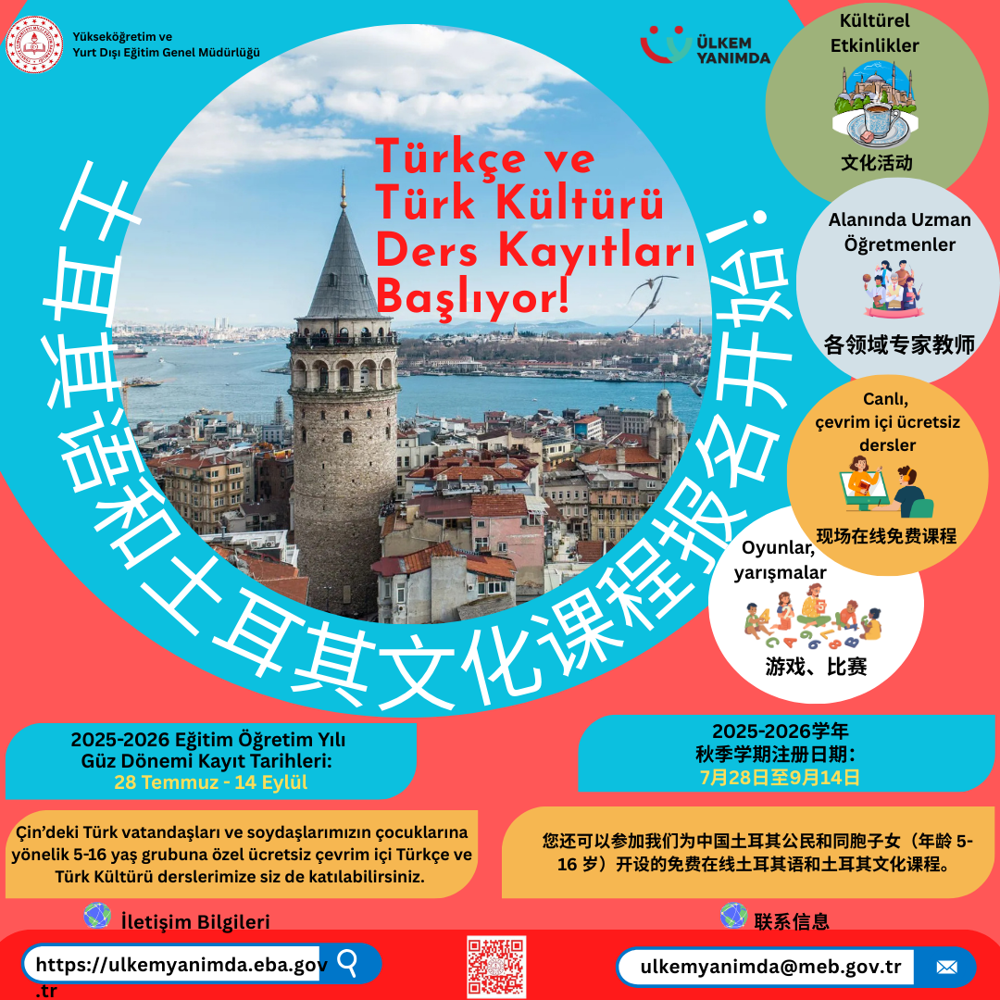 Yükseköğretim ve
Yurt Dışı Eğitim Genel Müdürlüğü
ÜLKEM
YANIMDA
Türkçe ve
Türk Kültürü
Ders Kayıtları
Başlıyor!
土耳其语和土耳其文化课程报名开始!
Kültürel
Etkinlikler
文化活动
Alanında Uzman
Öğretmenler
各领域专家教师
Canlı,
çevrim içi ücretsiz
dersler
现场在线免费课程
Oyunlar,
yarışmalar
游戏、比赛
2025-2026 Eğitim Öğretim Yılı
Güz Dönemi Kayıt Tarihleri:
28 Temmuz - 14 Eylül
2025-2026学年
秋季学期注册日期:
7月28日至9月14日
Çin’deki Türk vatandaşları ve soydaşlarımızın çocuklarına
yönelik 5-16 yaş grubuna özel ücretsiz çevrim içi Türkçe ve
Türk Kültürü derslerimize siz de katılabilirsiniz.
您还可以参加我们为中国土耳其公民和同胞子女（年龄 5-
16 岁）开设的免费在线土耳其语和土耳其文化课程。
İletişim Bilgileri
联系信息
https://ulkemyanimda.eba.gov
.tr
ulkemyanimda@meb.gov.tr